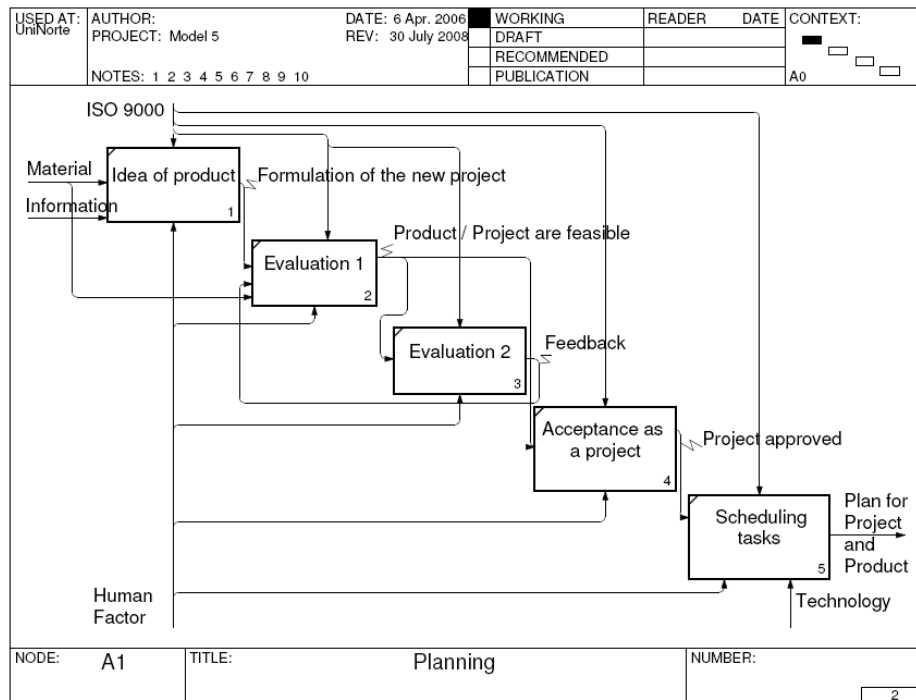 USED AT:
UniNorte
AUTHOR:
PROJECT: Model 5
NOTES: 1 2 3 4 5 6 7 8 9 10
DATE: 6 Apr. 2006
REV: 30 July 2008
WORKING
DRAFT
RECOMMENDED
PUBLICATION
READER DATE
CONTEXT:
A0
ISO 9000
Material
Information
Idea of product
1
Formulation of the new project
Product / Project are feasible
Evaluation 1
2
Evaluation 2
3
Feedback
Acceptance as
a project
4
Project approved
Scheduling
tasks
5
Plan for
Project
and
Product
Human
Factor
Technology
NODE: A1
TITLE: Planning
NUMBER:
2